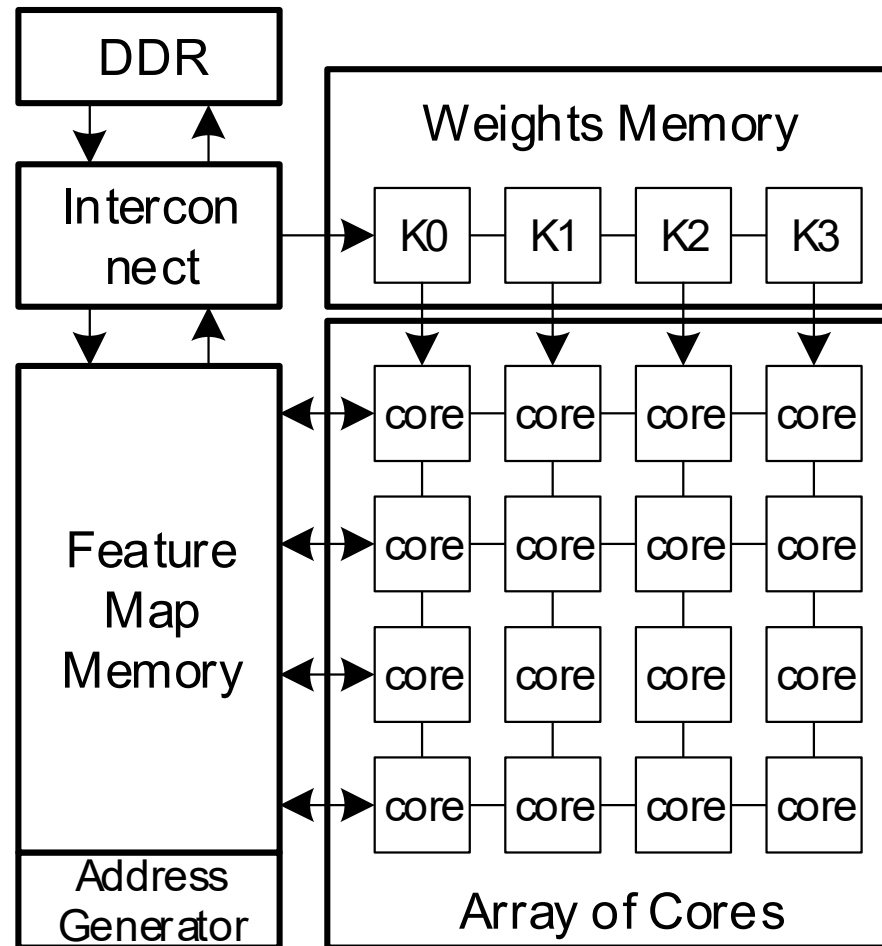 DDR
Intercon
nect
Weights Memory
K0 K1 K2 K3
Feature
Map
Memory
Address
Generator
core core core core
core core core core
core core core core
core core core core
Array of Cores